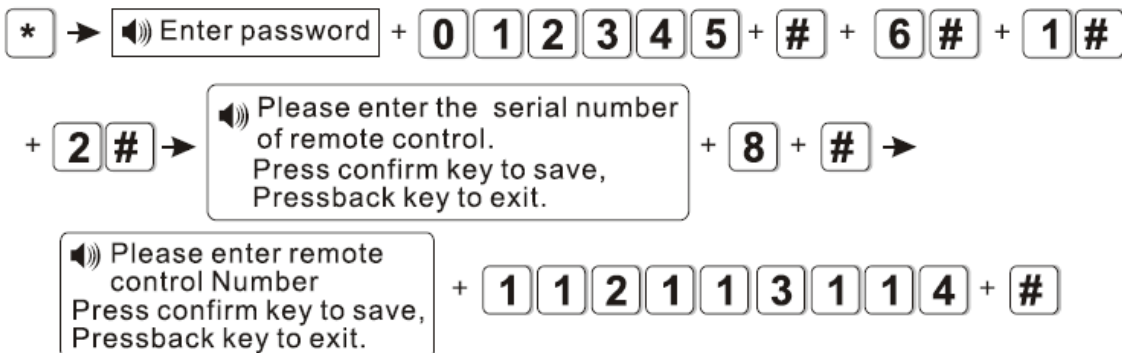 * → Enter password + 0 1 2 3 4 5 + # + 6 # + 1 #
+ 2 # → Please enter the serial number
of remote control.
Press confirm key to save,
Pressback key to exit.
+ 8 + # →
Please enter remote
control Number
Press confirm key to save,
Pressback key to exit.
+ 1 1 2 1 1 3 1 1 4 + #